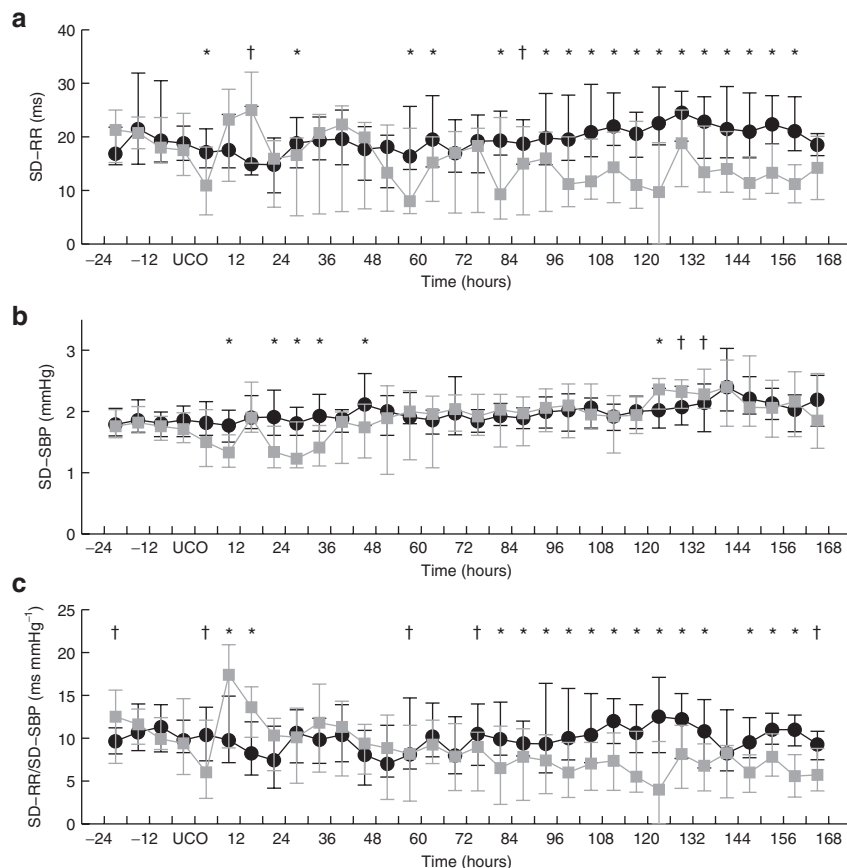 a
40
* † * * * * † * * * * * * * * * * * *
30
20
10
0
SD–RR
(ms)
–24 –12 UCO 12 24 36 48 60 72 84 96 108 120 132 144 156 168
Time (hours)
b
3
* * * * * * † †
2
1
0
SD–SBP (mmHg)
–24 –12 UCO 12 24 36 48 60 72 84 96 108 120 132 144 156 168
Time (hours)
c
25
† † * * † † * * * * * * * * * * * * * †
20
15
10
5
0
SD–RR/SD–SBP (ms mmHg⁻¹)
–24 –12 UCO 12 24 36 48 60 72 84 96 108 120 132 144 156 168
Time (hours)